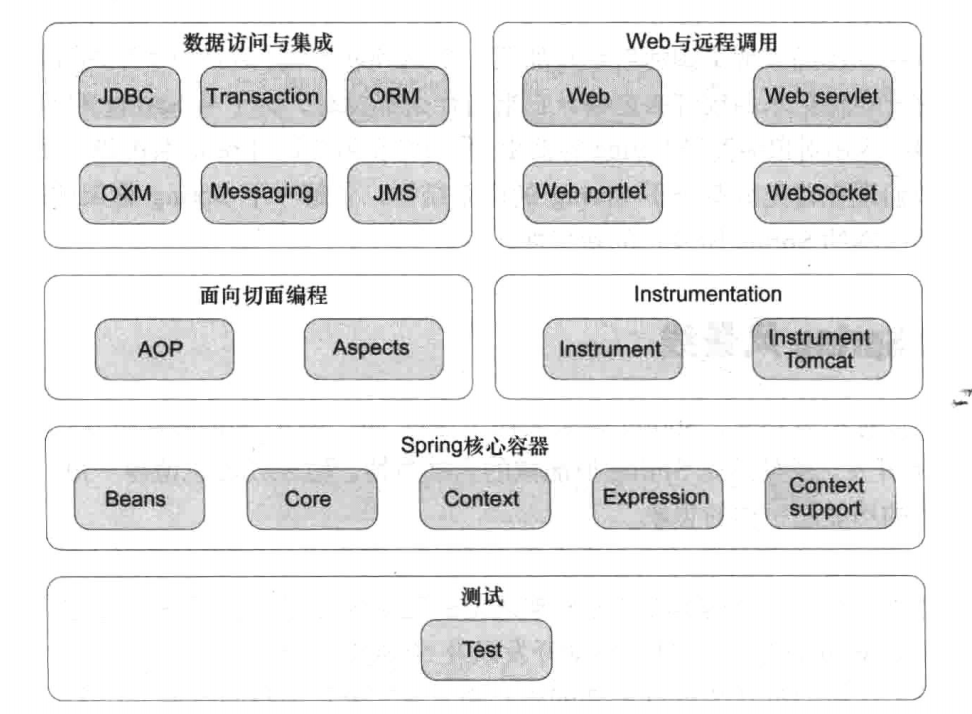 数据访问与集成
JDBC
Transaction
ORM
OXM
Messaging
JMS
Web与远程调用
Web
Web servlet
Web portlet
WebSocket
面向切面编程
AOP
Aspects
Instrumentation
Instrument
Instrument
Tomcat
Spring核心容器
Beans
Core
Context
Expression
Context
support
测试
Test